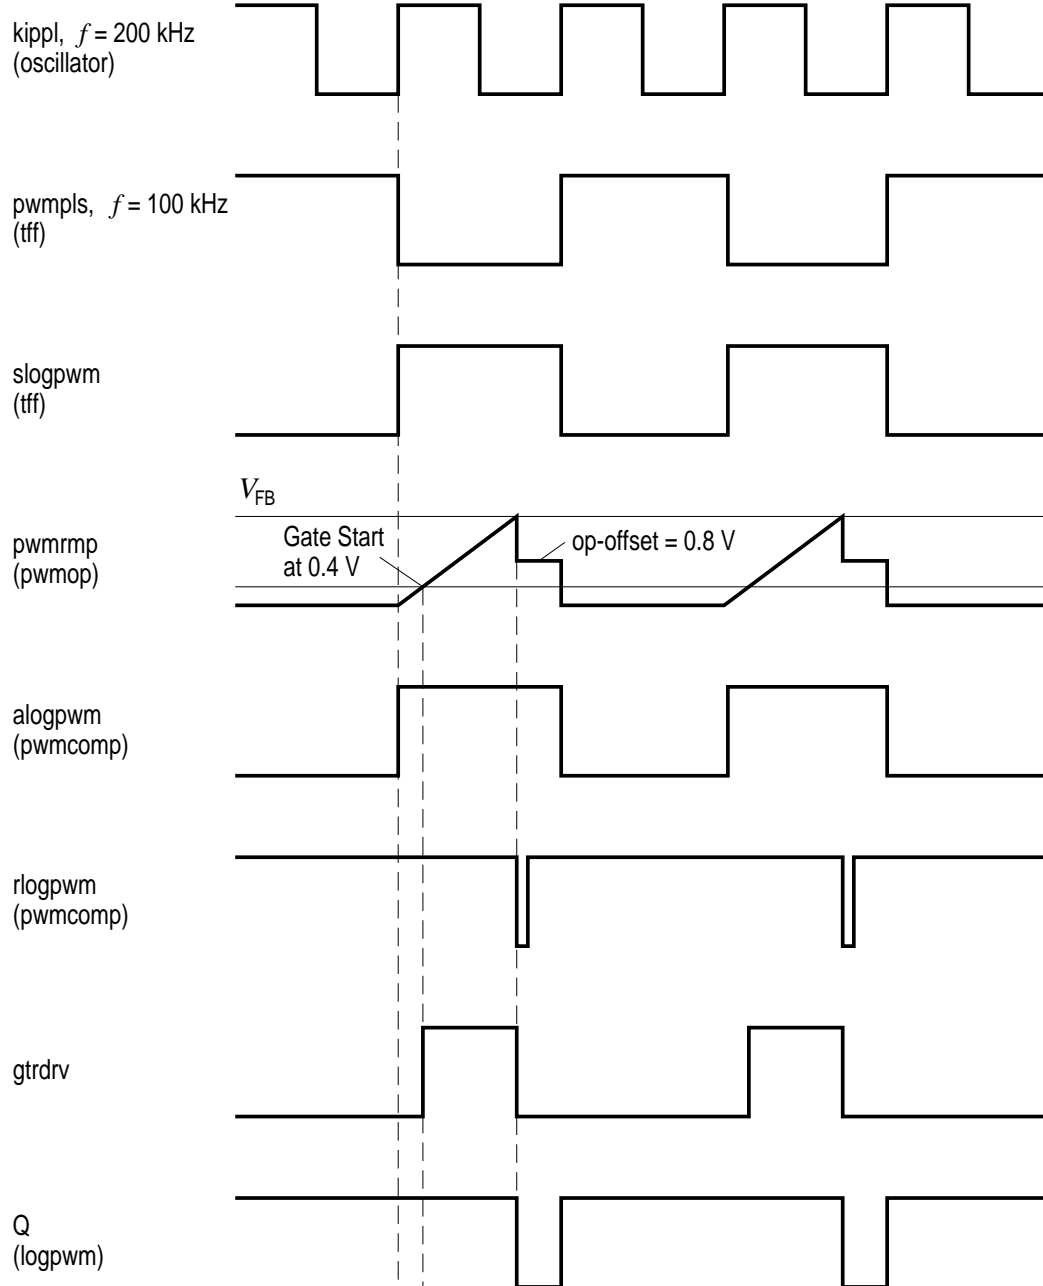 kippl, f = 200 kHz
(oscillator)
pwmpls, f = 100 kHz
(tff)
slogpwm
(tff)
VFB
pwmrmp
(pwmop)
Gate Start
at 0.4 V
op-offset = 0.8 V
alogpwm
(pwmcomp)
rlogpwm
(pwmcomp)
gtrdrv
Q
(logpwm)